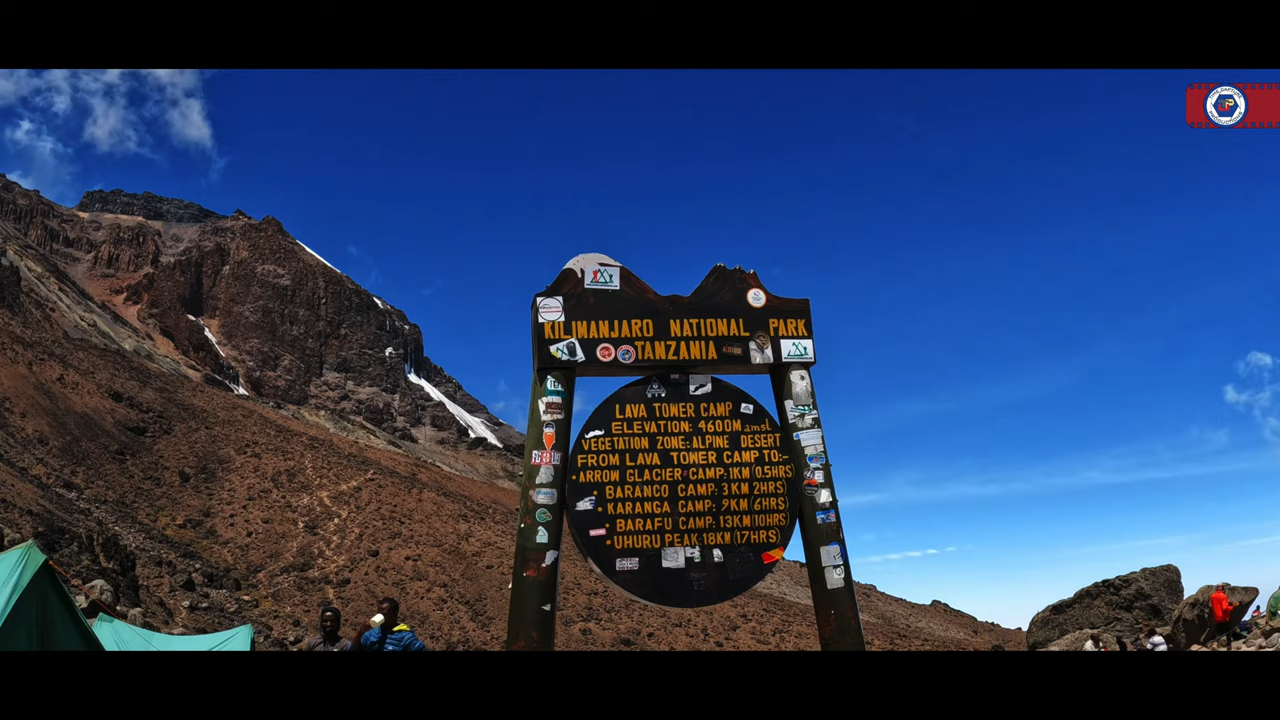 KILIMANJARO NATIONAL PARK
TANZANIA
LAVA TOWER CAMP
ELEVATION: 4600M amsl
VEGETATION ZONE: ALPINE DESERT
FROM LAVA TOWER CAMP TO:-
• ARROW GLACIER CAMP: 1KM (0.5HRS)
• BARANCO CAMP: 3KM 2HRS)
• KARANGA CAMP: 9KM (6HRS)
• BARAFU CAMP: 13KM (10HRS)
• UHURU PEAK: 18KM (17HRS)